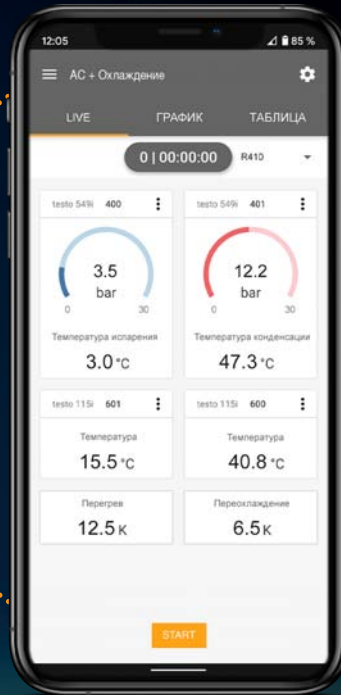 12:05 85 %
AC + Охлаждение
LIVE ГРАФИК ТАБЛИЦА
0 | 00:00:00 R410
testo 549i 400 testo 549i 401
3.5 12.2
bar bar
0 30 0 30
Температура испарения Температура конденсации
3.0 °C 47.3 °C
testo 115i 601 testo 115i 600
Температура Температура
15.5 °C 40.8 °C
Перегрев Переохлаждение
12.5 K 6.5 K
START